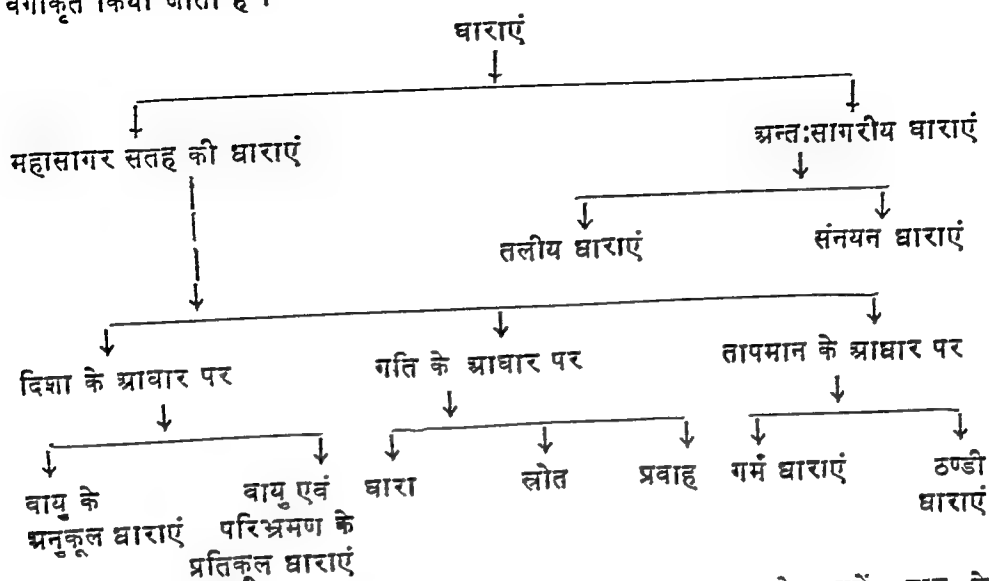 वर्गीकृत किया जाता है ।
धाराएं
महासागर सतह की धाराएं
अन्त:सागरीय धाराएं
तलीय धाराएं
संनयन धाराएं
दिशा के आधार पर
गति के आधार पर
तापमान के आधार पर
वायु के
अनुकूल धाराएं
वायु एवं
परिभ्रमण के
प्रतिकूल धाराएं
धारा
स्रोत
प्रवाह
गर्म धाराएं
ठण्डी
धाराएं